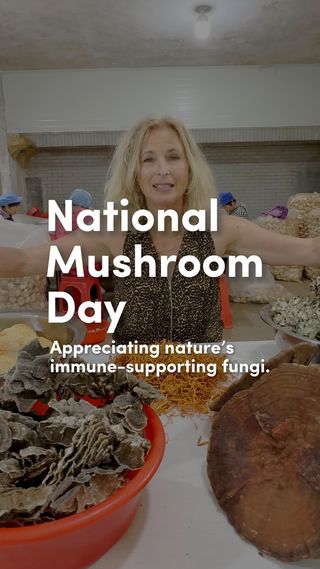 National
Mushroom
Day
Appreciating nature's
immune-supporting fungi.